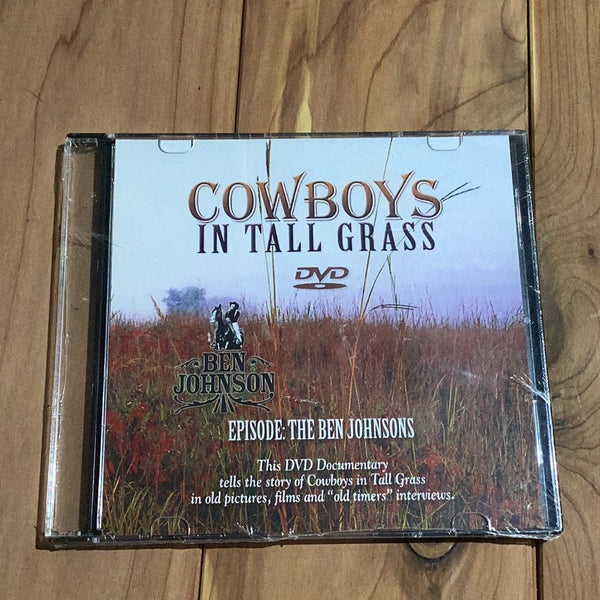 COWBOYS
IN TALL GRASS
DVD
BEN
JOHNSON
EPISODE: THE BEN JOHNSONS
This DVD Documentary
tells the story of Cowboys in Tall Grass
in old pictures, films and "old timers" interviews.